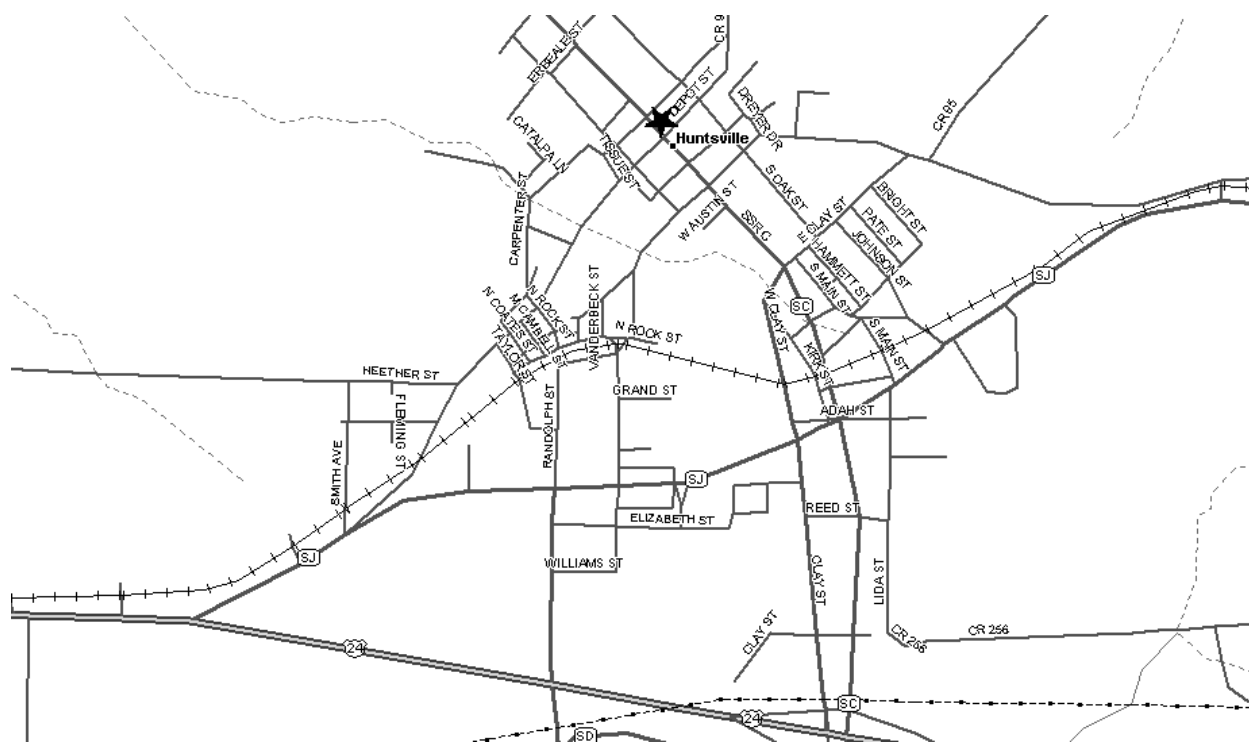 CR 9
ERBEALE ST
DEPOT ST
DREYER DR
CR 85
CATALPA LN
TISSUE ST
Huntsville
S OAK ST
W AUSTIN ST
SSR C
CARPENTER ST
CLAY ST
BRIGHT ST
PATE ST
JOHNSON ST
E
HAMMETT ST
S MAIN ST
SJ
N ROCK ST
M CAMBELL ST
N COATES ST
TAYLOR ST
VANDERBECK ST
N ROCK ST
W CLAY ST
SC
KIRK ST
S MAIN ST
HEETHER ST
FLEMING ST
GRAND ST
ADAH ST
RANDOLPH ST
SMITH AVE
SJ
ELIZABETH ST
REED ST
SJ
WILLIAMS ST
CLAY ST
LIDA ST
CLAY ST
CR 256
CR 256
24
SC
24
SD